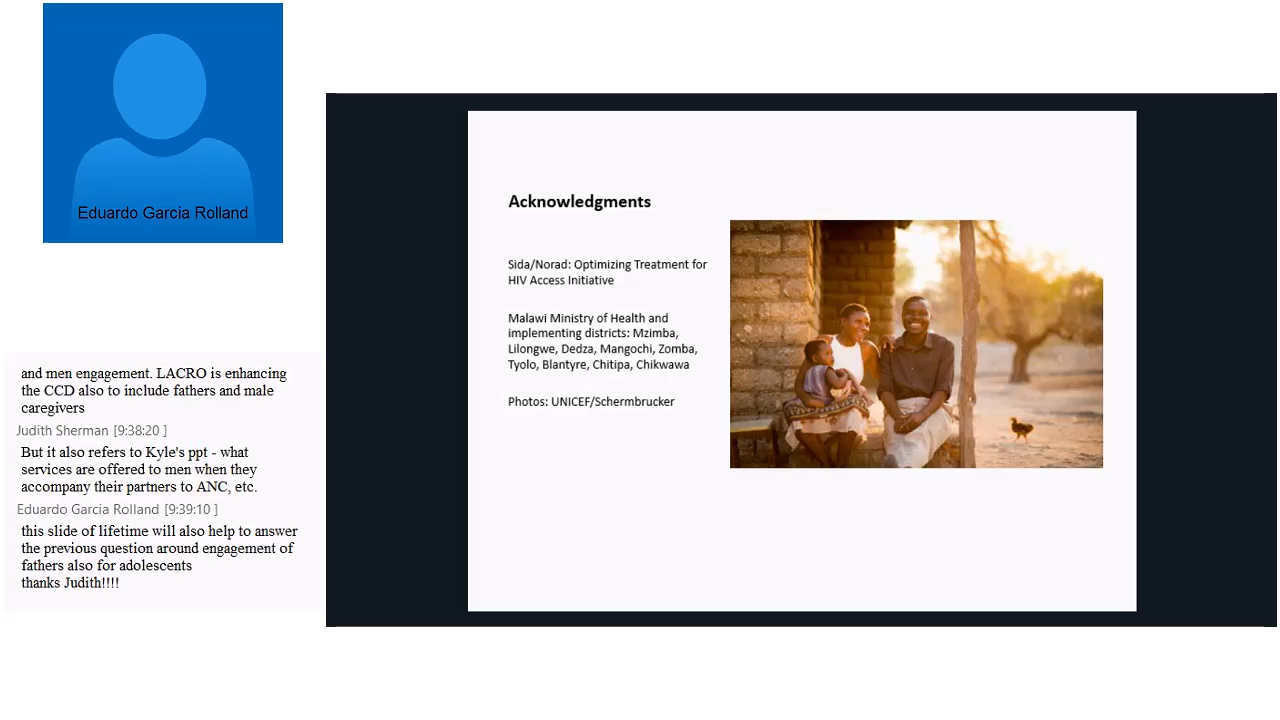 Eduardo Garcia Rolland
and men engagement. LACRO is enhancing
the CCD also to include fathers and male
caregivers
Judith Sherman [9:38:20 ]
But it also refers to Kyle's ppt - what
services are offered to men when they
accompany their partners to ANC, etc.
Eduardo Garcia Rolland [9:39:10 ]
this slide of lifetime will also help to answer
the previous question around engagement of
fathers also for adolescents
thanks Judith!!!!
Acknowledgments
Sida/Norad: Optimizing Treatment for
HIV Access Initiative
Malawi Ministry of Health and
implementing districts: Mzimba,
Lilongwe, Dedza, Mangochi, Zomba,
Tyolo, Blantyre, Chitipa, Chikwawa
Photos: UNICEF/Schermbrucker